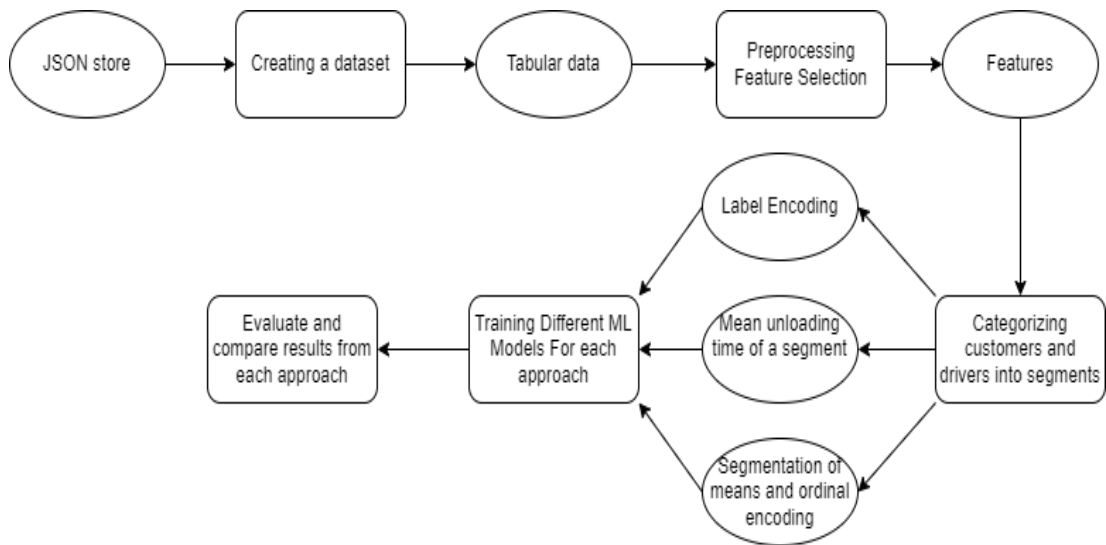 JSON store
Creating a dataset
Tabular data
Preprocessing
Feature Selection
Features
Label Encoding
Evaluate and
compare results from
each approach
Training Different ML
Models For each
approach
Mean unloading
time of a segment
Categorizing
customers and
drivers into segments
Segmentation of
means and ordinal
encoding